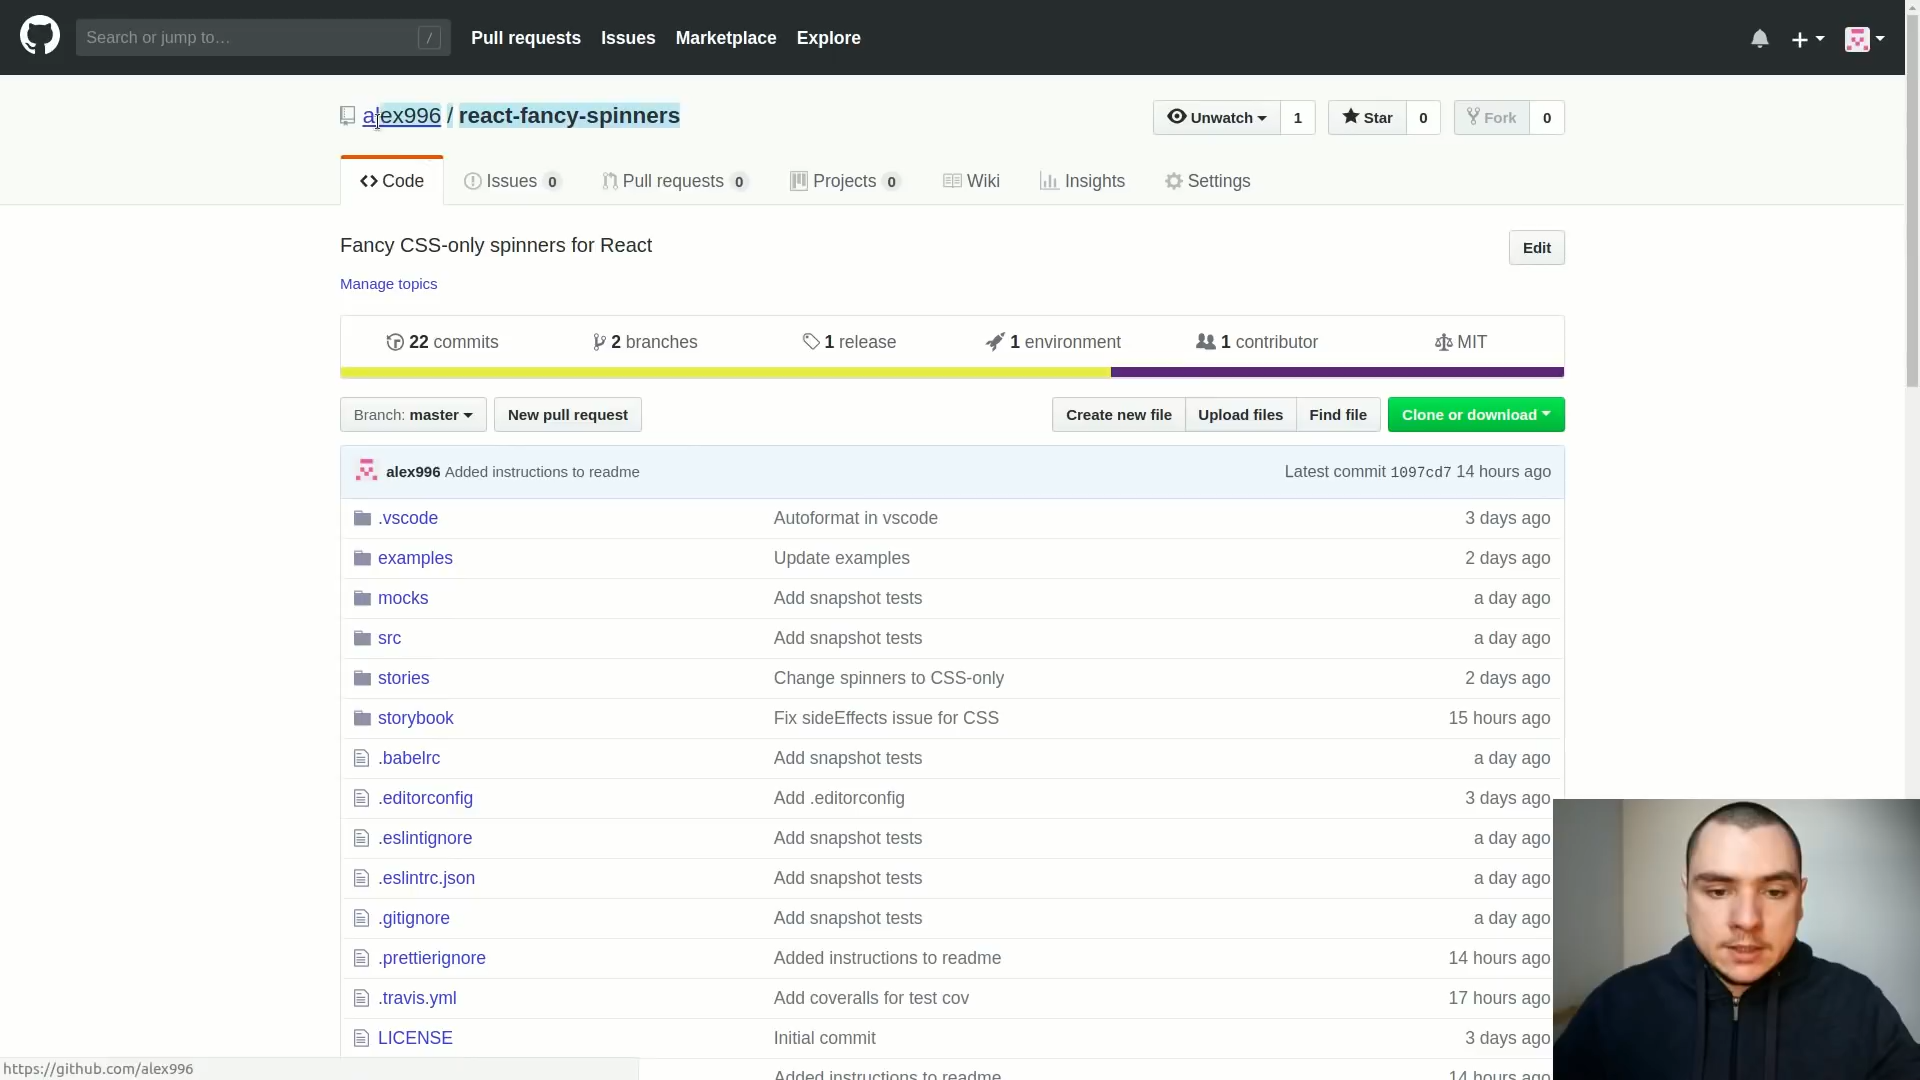 Search or jump to… / Pull requests Issues Marketplace Explore
alex996 / react-fancy-spinners Unwatch 1 Star 0 Fork 0
Code Issues 0 Pull requests 0 Projects 0 Wiki Insights Settings
Fancy CSS-only spinners for React Edit
Manage topics
22 commits 2 branches 1 release 1 environment 1 contributor MIT
Branch: master New pull request Create new file Upload files Find file Clone or download
alex996 Added instructions to readme Latest commit 1097cd7 14 hours ago
.vscode Autoformat in vscode 3 days ago
examples Update examples 2 days ago
mocks Add snapshot tests a day ago
src Add snapshot tests a day ago
stories Change spinners to CSS-only 2 days ago
storybook Fix sideEffects issue for CSS 15 hours ago
.babelrc Add snapshot tests a day ago
.editorconfig Add .editorconfig 3 days ago
.eslintignore Add snapshot tests a day ago
.eslintrc.json Add snapshot tests a day ago
.gitignore Add snapshot tests a day ago
.prettierignore Added instructions to readme 14 hours ago
.travis.yml Add coveralls for test cov 17 hours ago
LICENSE Initial commit 3 days ago
https://github.com/alex996
Added instructions to readme 14 hours ago